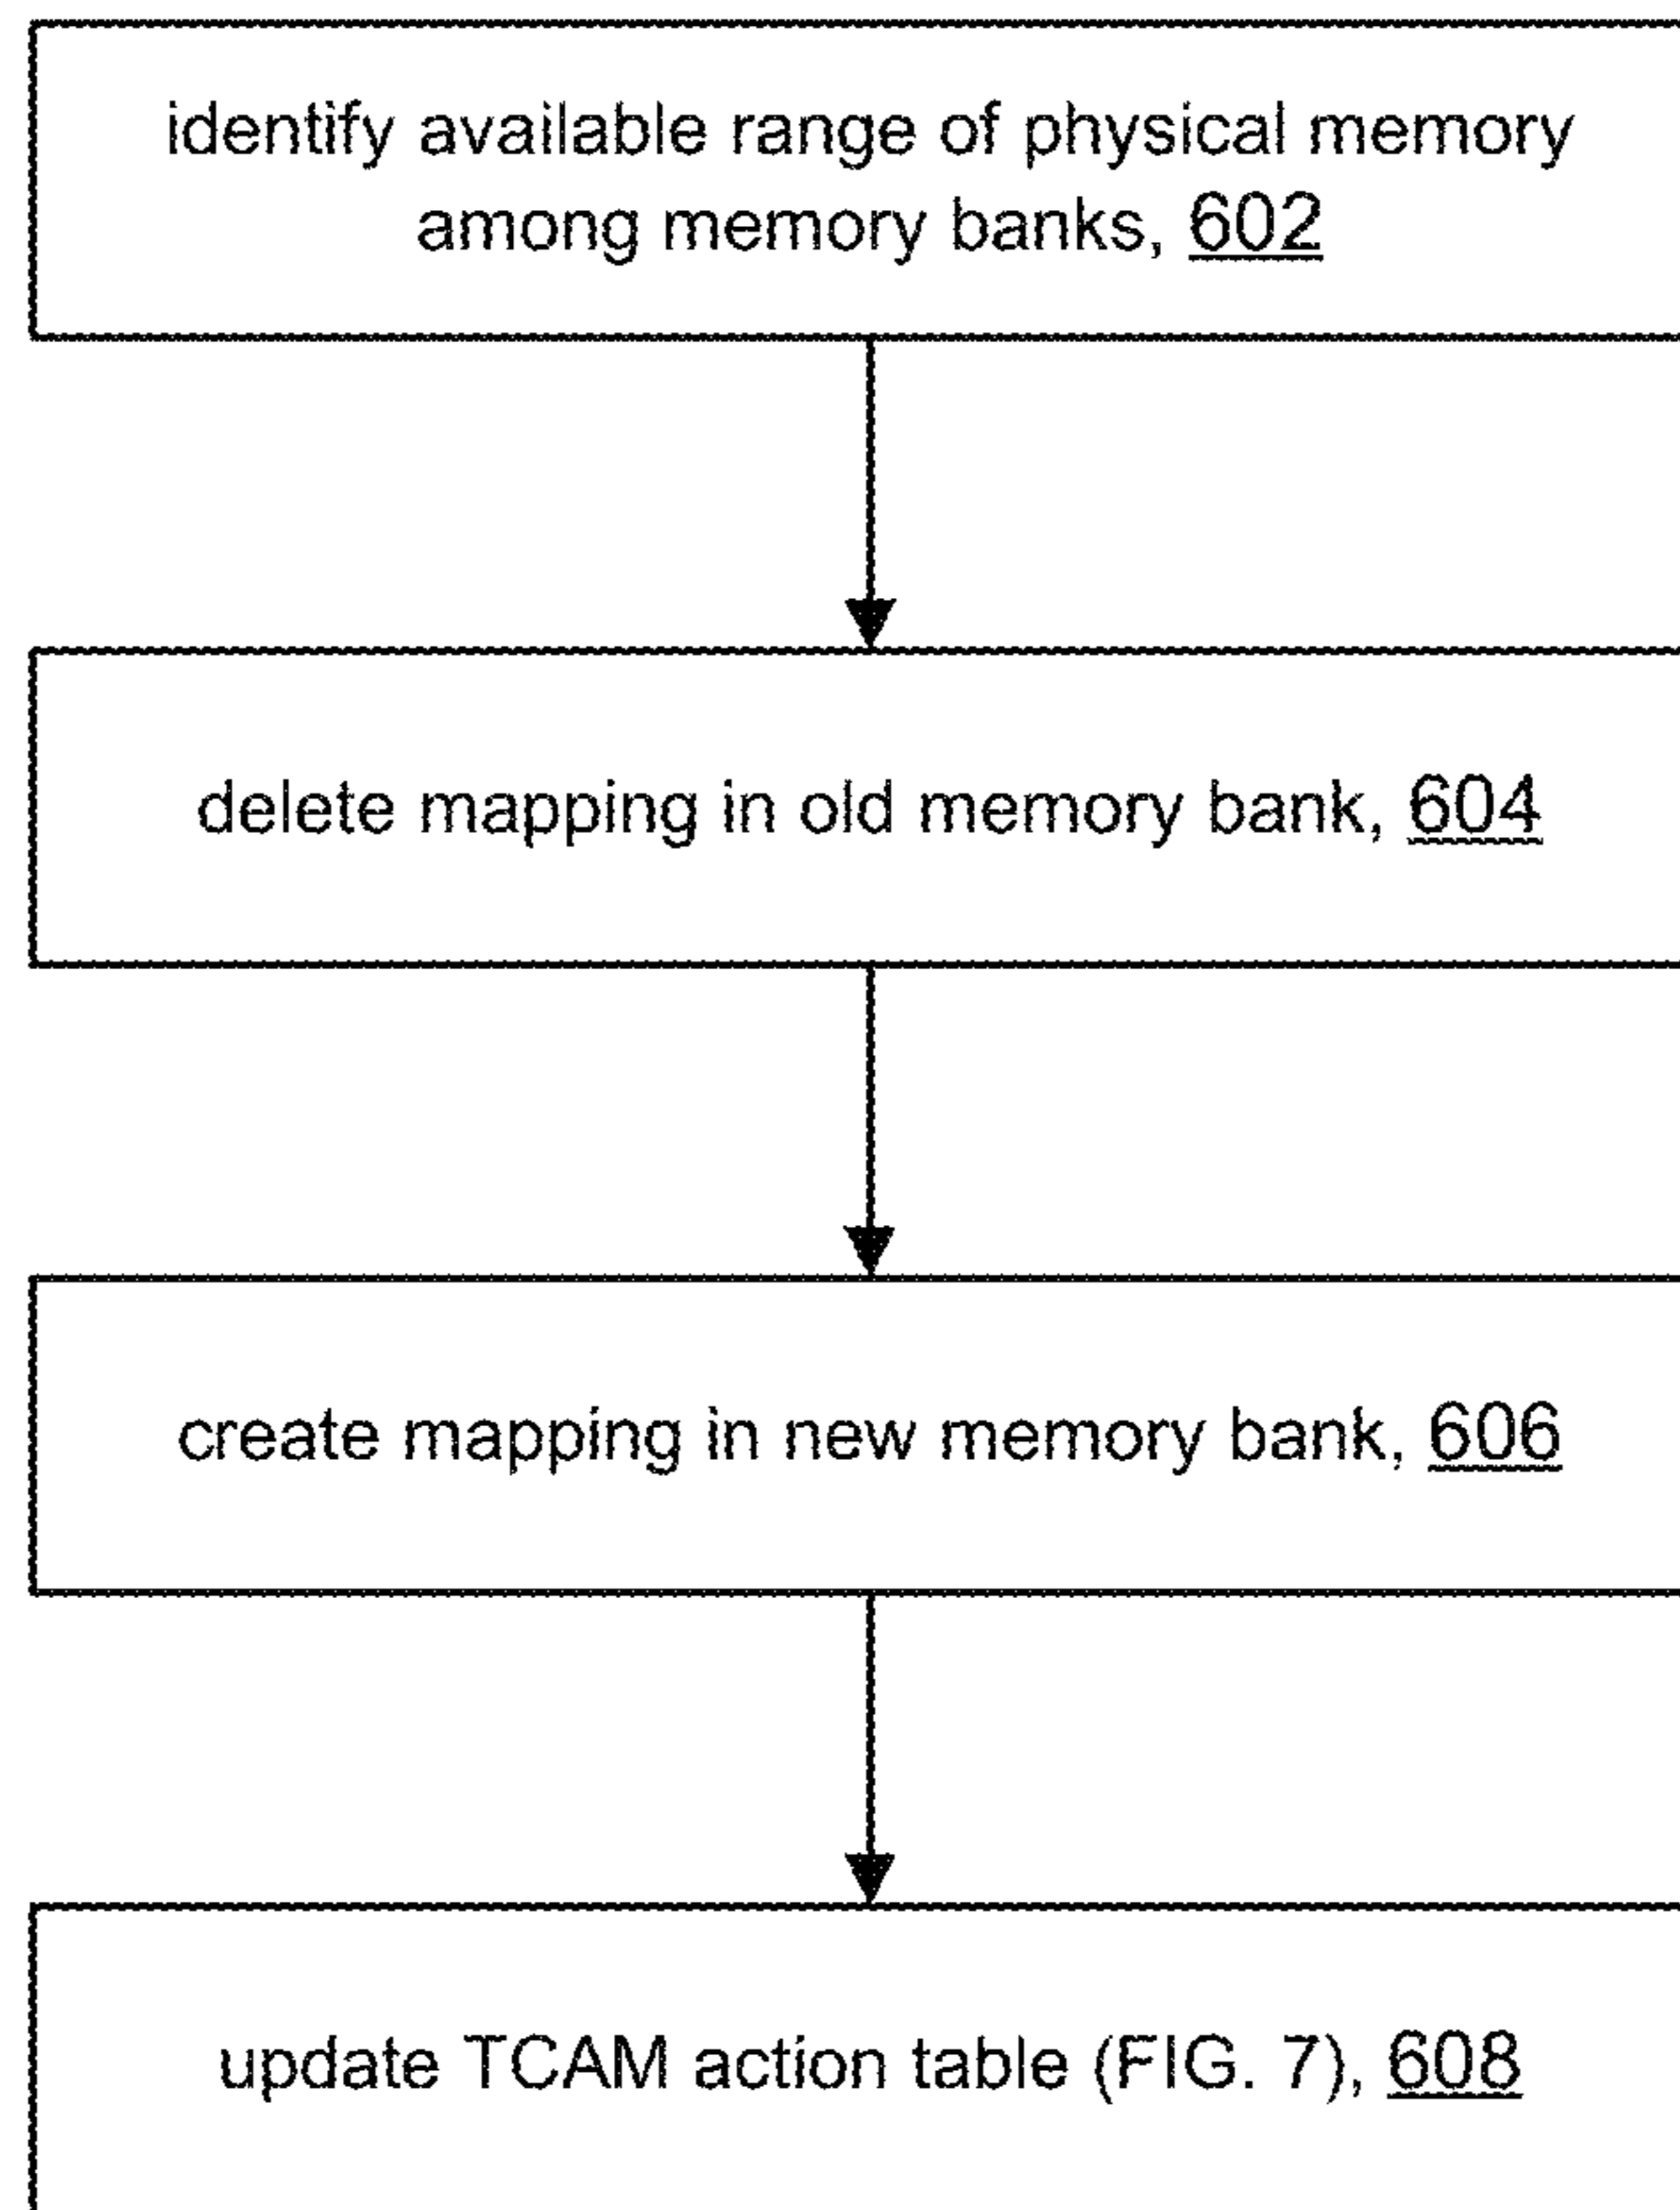 identify available range of physical memory
among memory banks, 602
delete mapping in old memory bank, 604
create mapping in new memory bank, 606
update TCAM action table (FIG. 7), 608